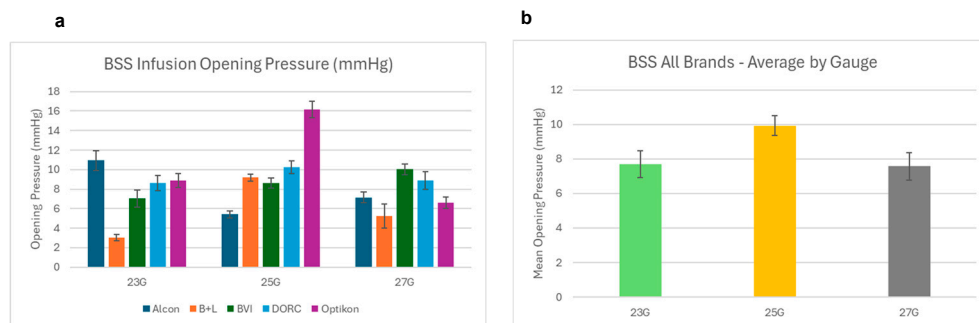 a
BSS Infusion Opening Pressure (mmHg)
Opening Pressure (mmHg)
18
16
14
12
10
8
6
4
2
0
23G 25G 27G
Alcon B+L BVI DORC Optikon
b
BSS All Brands - Average by Gauge
Mean Opening Pressure (mmHg)
12
10
8
6
4
2
0
23G 25G 27G